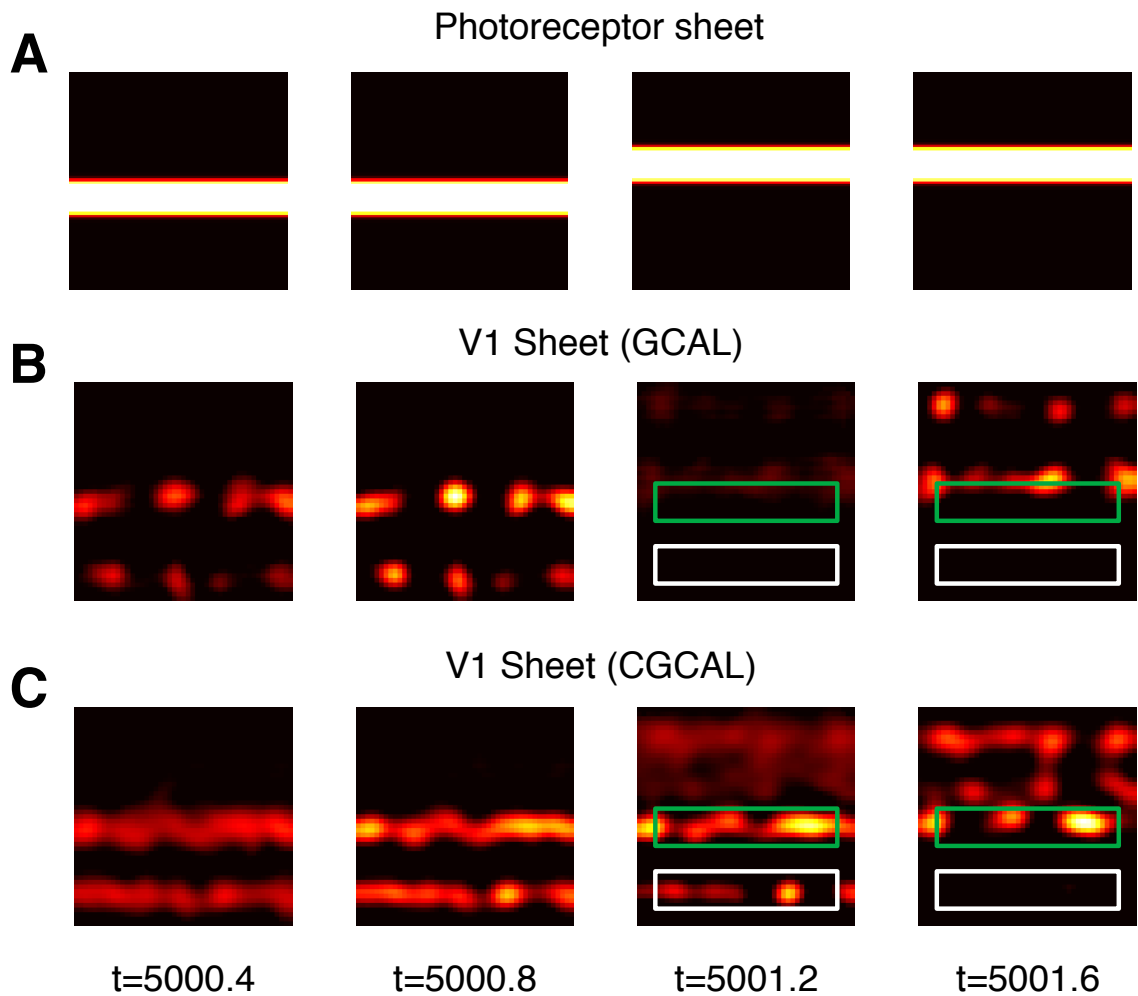 Photoreceptor sheet
A
V1 Sheet (GCAL)
B
V1 Sheet (CGCAL)
C
t=5000.4 t=5000.8 t=5001.2 t=5001.6